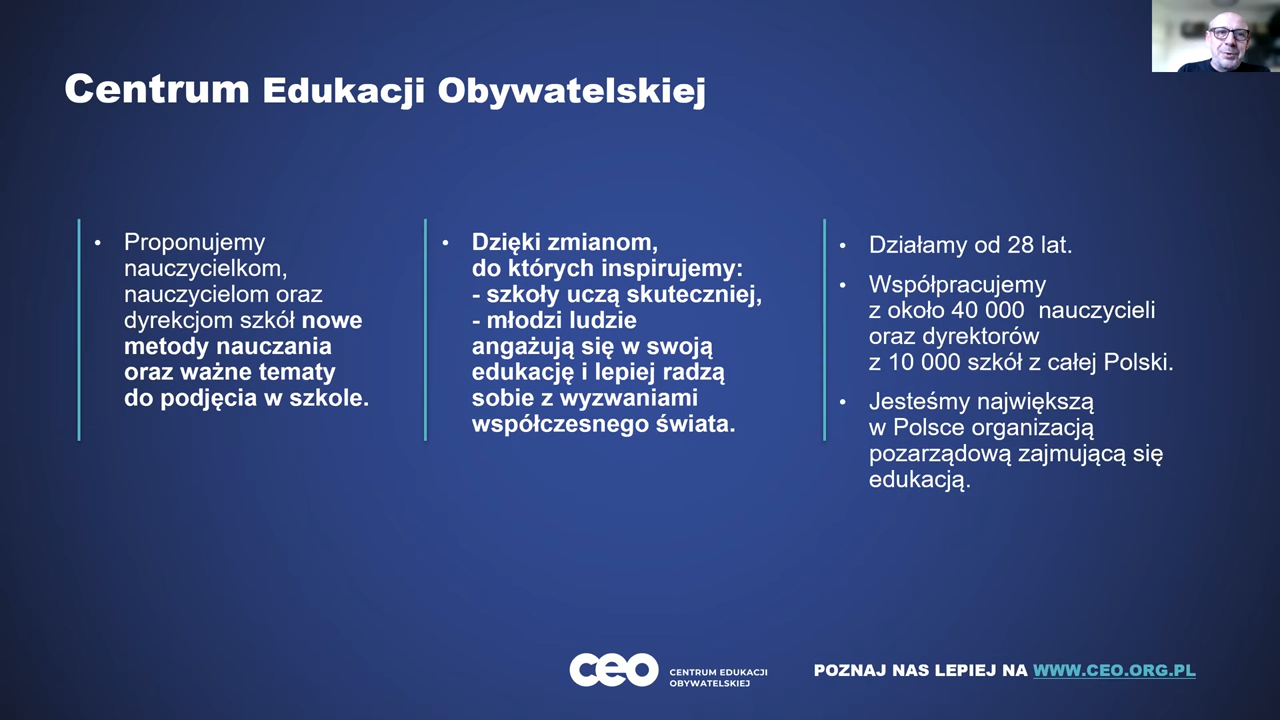 Centrum Edukacji Obywatelskiej
• Proponujemy
nauczycielkom,
nauczycielom oraz
dyrekcjom szkół nowe
metody nauczania
oraz ważne tematy
do podjęcia w szkole.
• Dzięki zmianom,
do których inspirujemy:
- szkoły uczą skuteczniej,
- młodzi ludzie
angażują się w swoją
edukację i lepiej radzą
sobie z wyzwaniami
współczesnego świata.
• Działamy od 28 lat.
• Współpracujemy
z około 40 000  nauczycieli
oraz dyrektorów
z 10 000 szkół z całej Polski.
• Jesteśmy największą
w Polsce organizacją
pozarządową zajmującą się
edukacją.
ceo
CENTRUM EDUKACJI
OBYWATELSKIEJ
POZNAJ NAS LEPIEJ NA WWW.CEO.ORG.PL